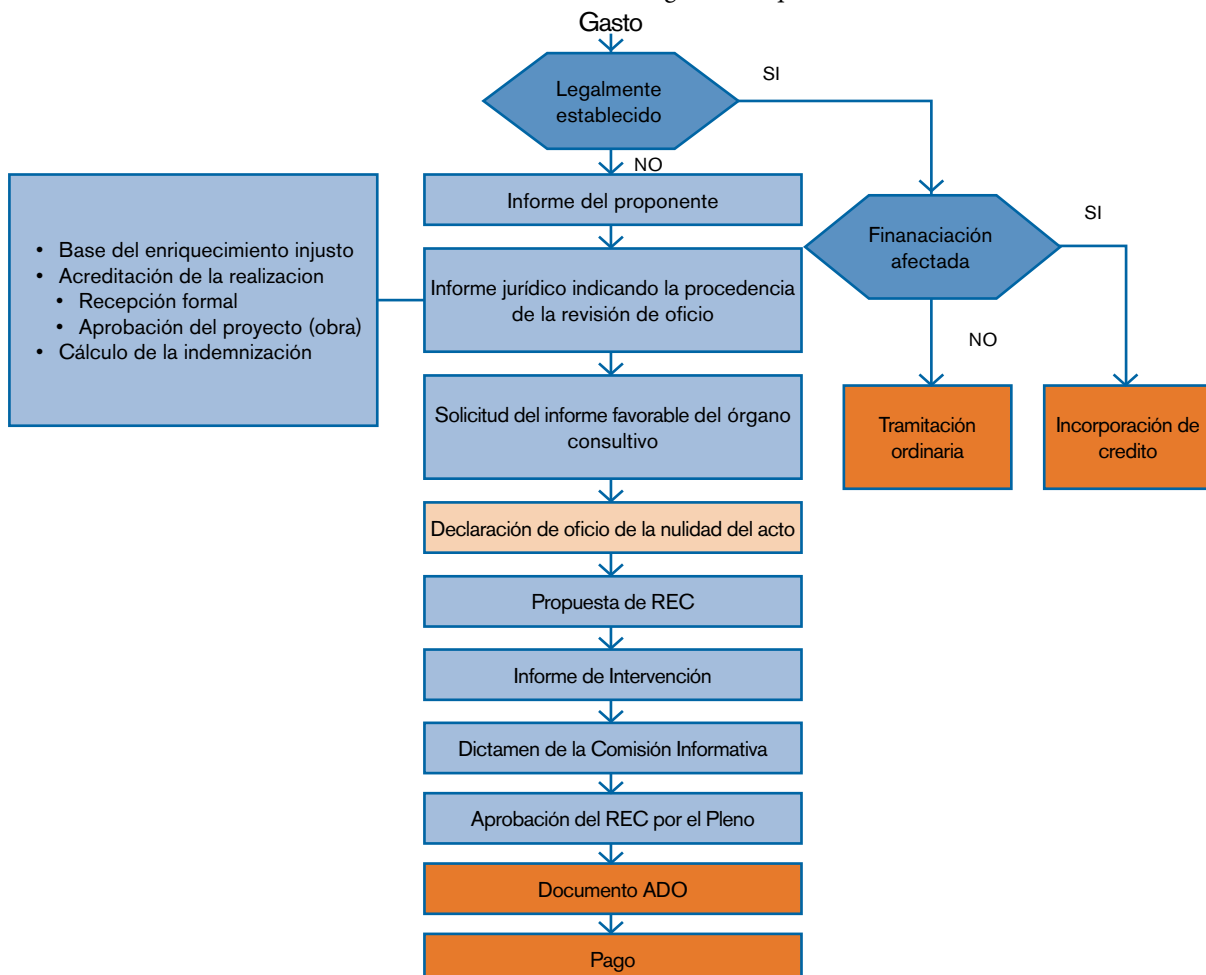 Gasto
Legalmente
establecido
SI
NO
Informe del proponente
Finanaciación
afectada
SI
NO
• Base del enriquecimiento injusto
• Acreditación de la realizacion
• Recepción formal
• Aprobación del proyecto (obra)
• Cálculo de la indemnización
Informe jurídico indicando la procedencia
de la revisión de oficio
Solicitud del informe favorable del órgano
consultivo
Tramitación
ordinaria
Incorporación de
credito
Declaración de oficio de la nulidad del acto
Propuesta de REC
Informe de Intervención
Dictamen de la Comisión Informativa
Aprobación del REC por el Pleno
Documento ADO
Pago